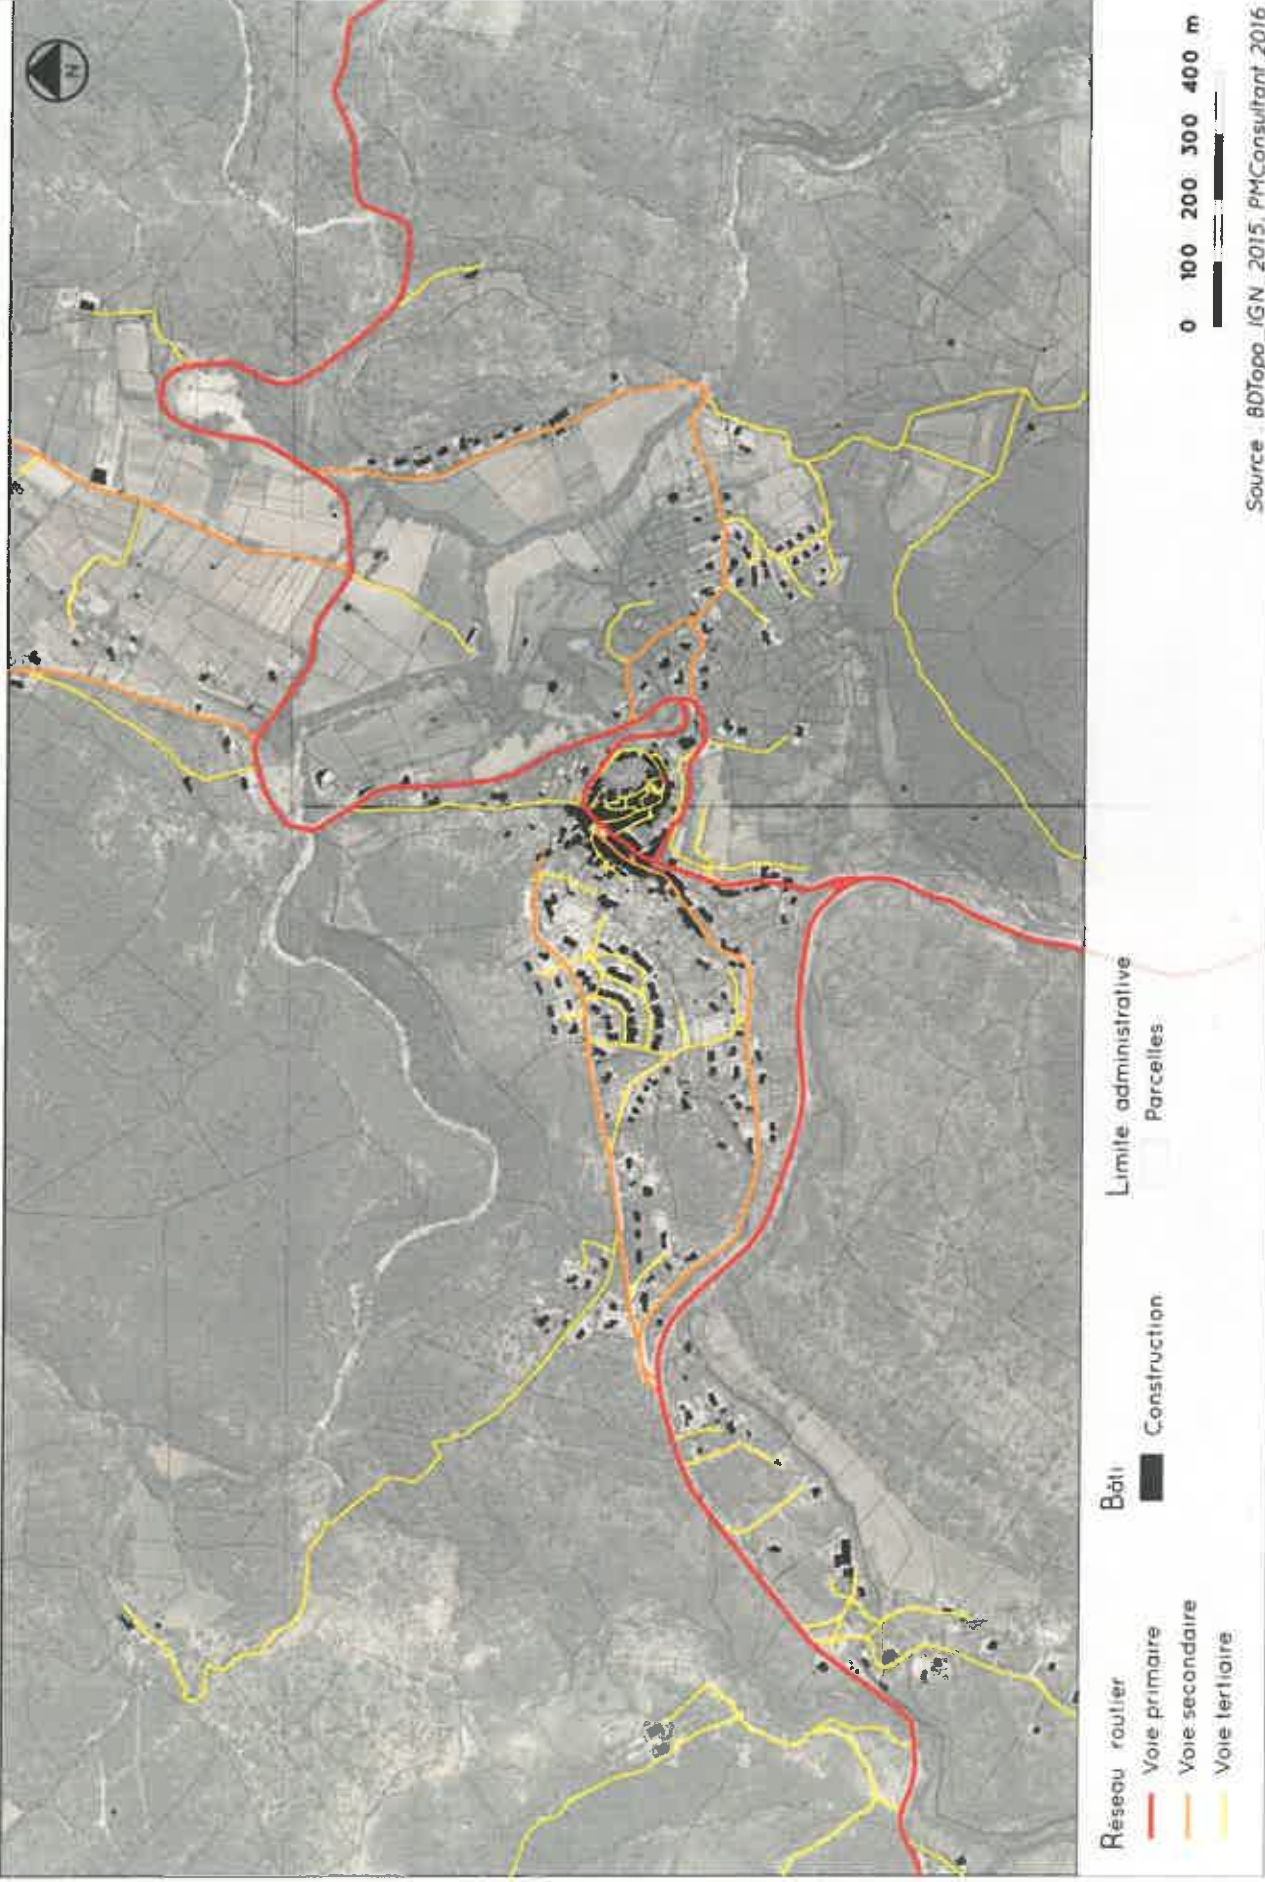 N
Réseau routier
Voie primaire
Voie secondaire
Voie tertiaire
Bâti
Construction
Limite administrative
Parcelles
0 100 200 300 400 m
Source : BDTopo IGN 2015, PMConsultant 2016